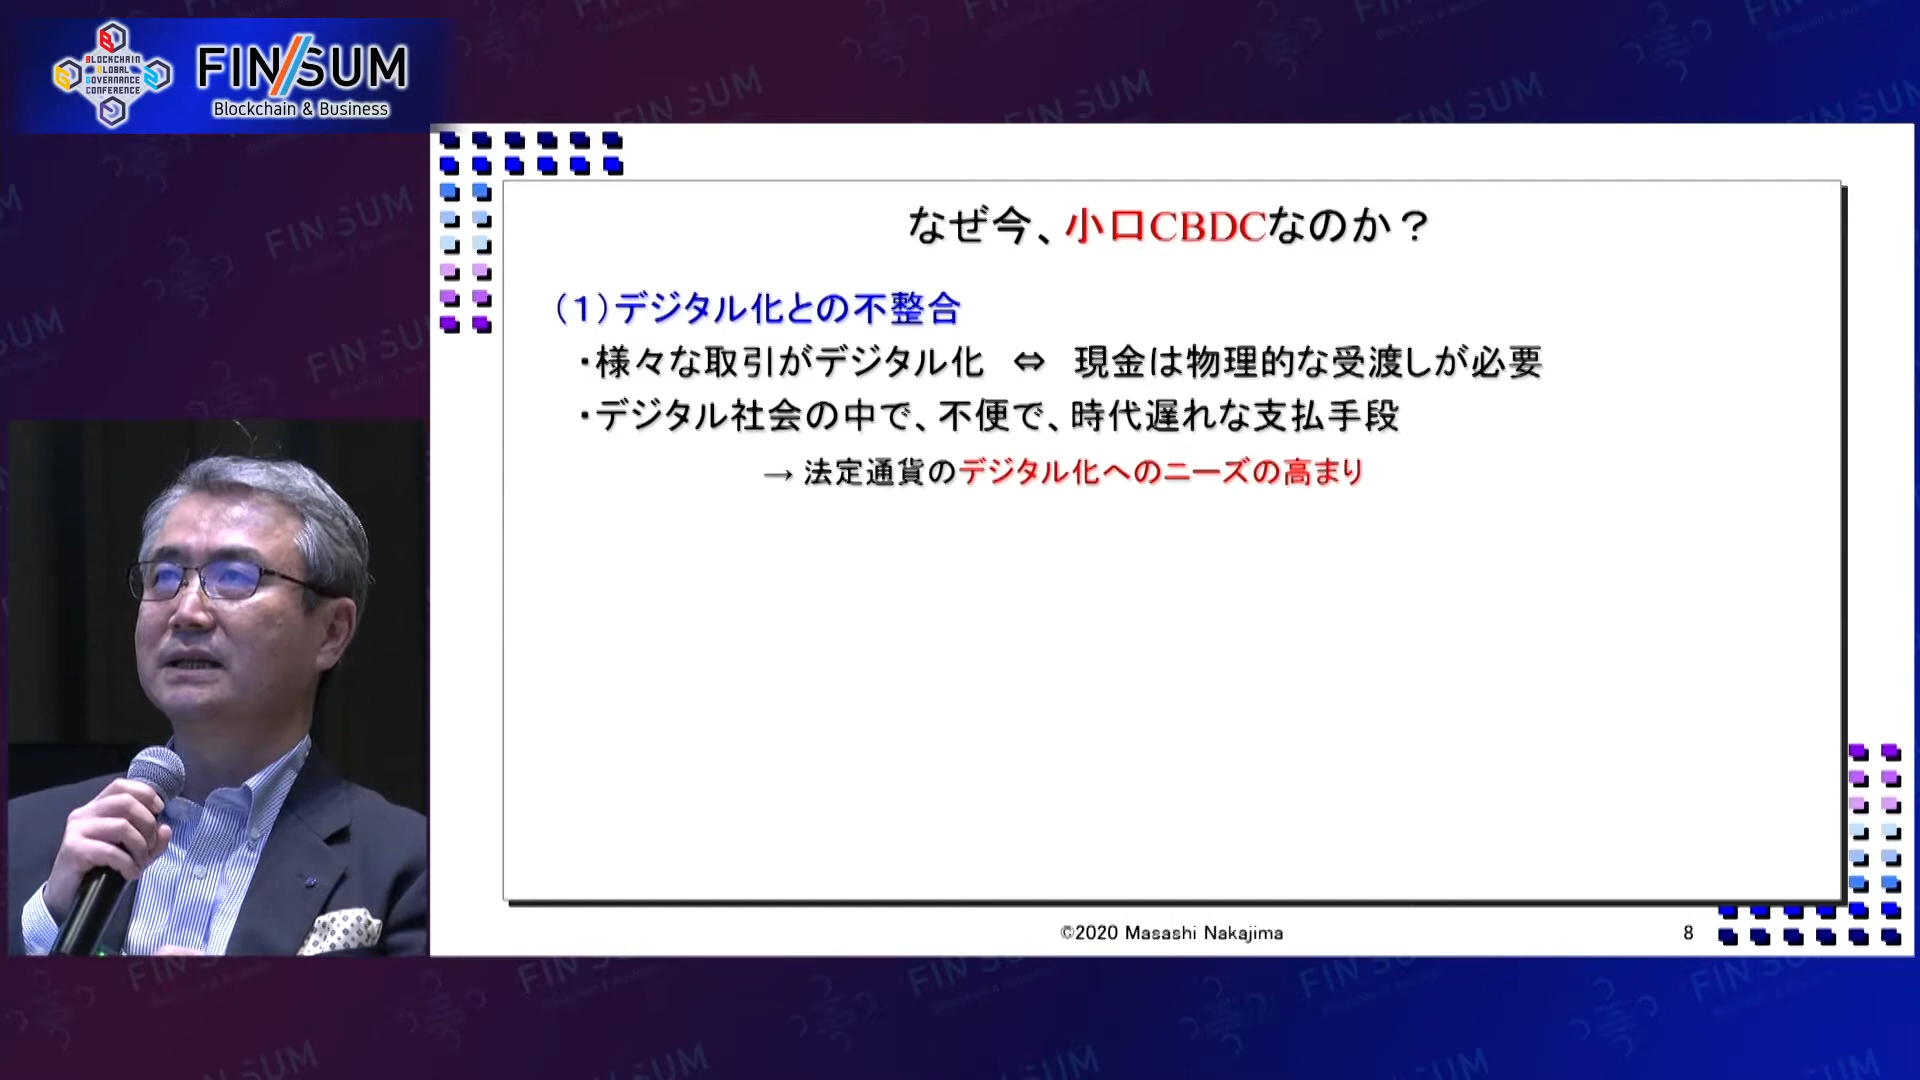 BLOCKCHAIN
GLOBAL
GOVERNANCE
CONFERENCE
FIN/SUM
Blockchain & Business
なぜ今、小口CBDCなのか？
（１）デジタル化との不整合
・様々な取引がデジタル化 ⇔ 現金は物理的な受渡しが必要
・デジタル社会の中で、不便で、時代遅れな支払手段
→ 法定通貨のデジタル化へのニーズの高まり
©2020 Masashi Nakajima
8